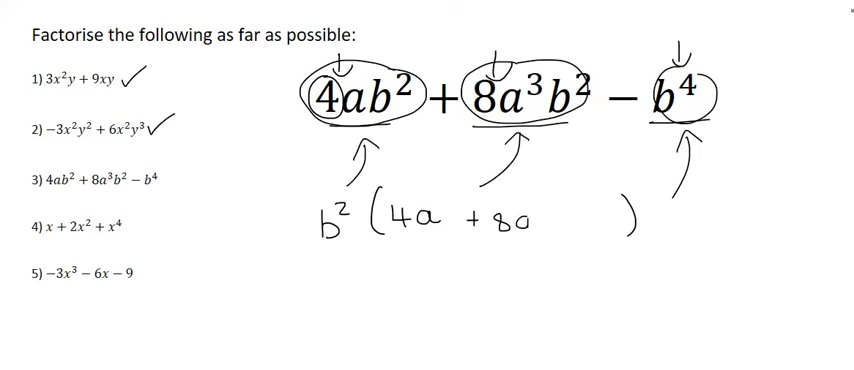 Factorise the following as far as possible:
1) 3x²y + 9xy
2) −3x²y² + 6x²y³
3) 4ab² + 8a³b² − b⁴
4) x + 2x² + x⁴
5) −3x³ − 6x − 9
4ab² + 8a³b² − b⁴
b² (4a + 8a )